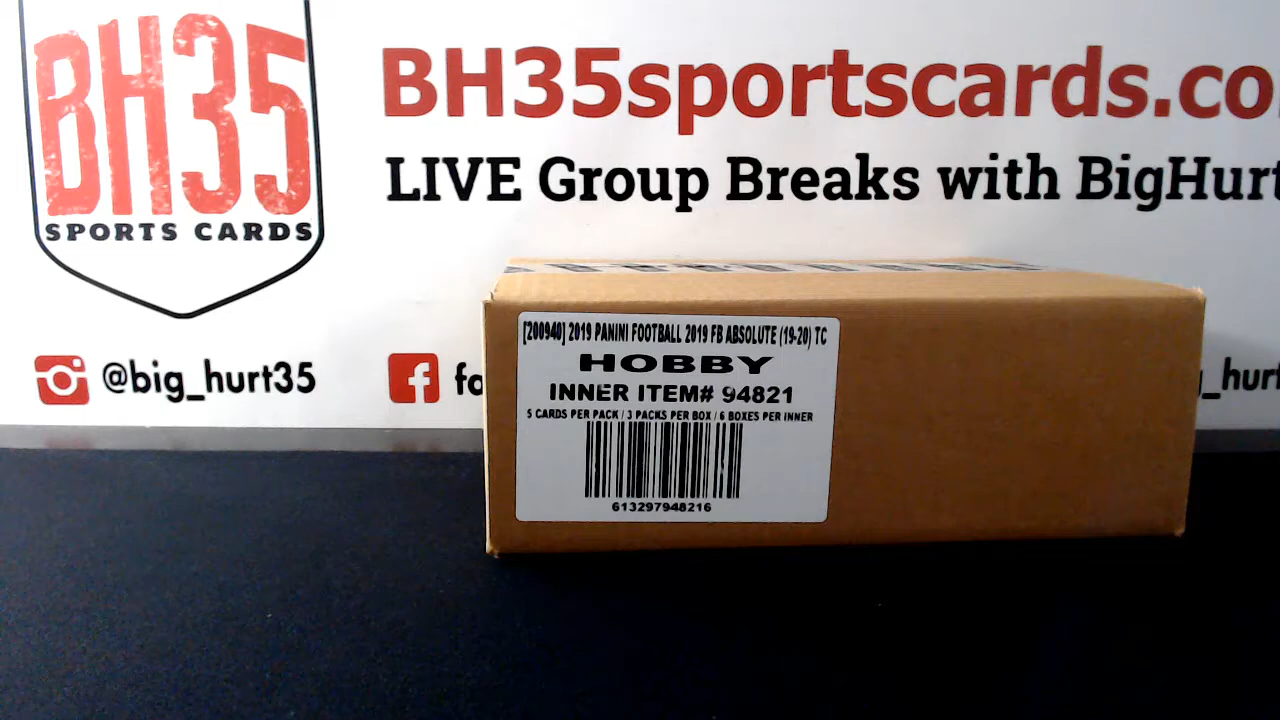 BH35
SPORTS CARDS
BH35sportscards.co
LIVE Group Breaks with BigHurt
@big_hurt35
f fo
_hurt
[200940] 2019 PANINI FOOTBALL 2019 FB ABSOLUTE (19-20) TC
HOBBY
INNER ITEM# 94821
5 CARDS PER PACK / 3 PACKS PER BOX / 6 BOXES PER INNER
613297948216